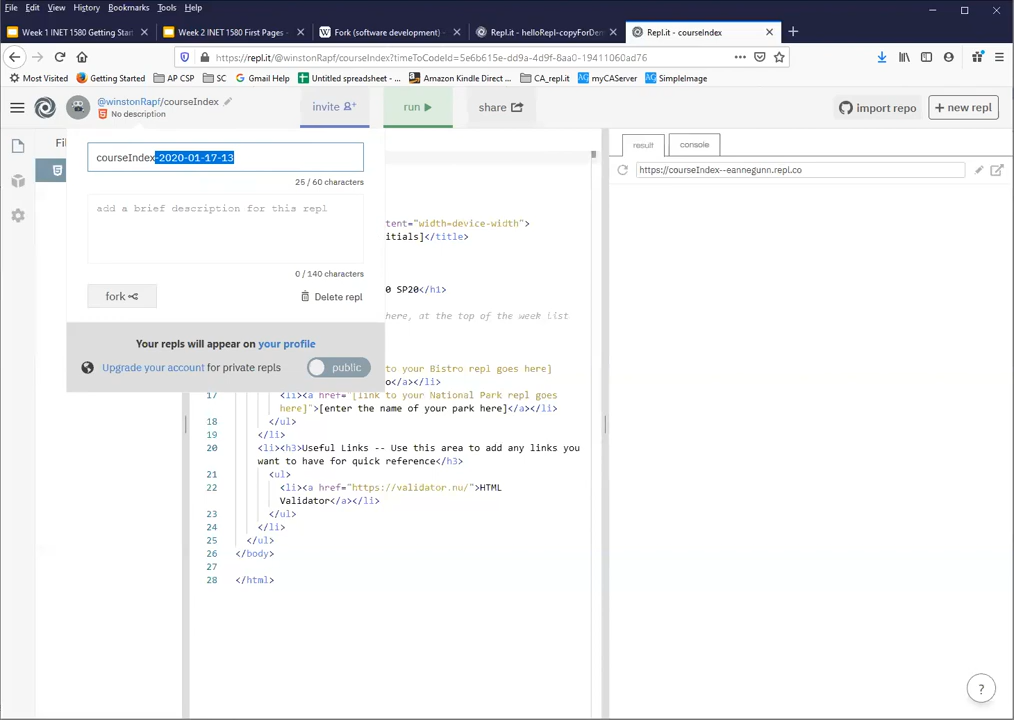 File Edit View History Bookmarks Tools Help
Week 1 INET 1580 Getting Star
Week 2 INET 1580 First Pages
Fork (software development) -
Repl.it - helloRepl-copyForDem
Repl.it - courseIndex
https://repl.it/@winstonRapf/courseIndex?timeToCodeId=5e6b615e-dd9a-4d9f-8aa0-19411060ad76
Most Visited Getting Started AP CSP SC Gmail Help Untitled spreadsheet -... Amazon Kindle Direct ... CA_repl.it myCAServer SimpleImage
@winstonRapf/courseIndex
No description
invite
run
share
import repo
+ new repl
Fil
courseIndex-2020-01-17-13
25 / 60 characters
add a brief description for this repl
0 / 140 characters
fork
Delete repl
Your repls will appear on your profile
Upgrade your account for private repls
public
tent="width=device-width">
itials]</title>
0 SP20</h1>
here, at the top of the week list
to your Bistro repl goes here]
o</a></li>
17 <li><a href="[link to your National Park repl goes
here]">[enter the name of your park here]</a></li>
18 </ul>
19 </li>
20 <li><h3>Useful Links -- Use this area to add any links you
want to have for quick reference</h3>
21 <ul>
22 <li><a href="https://validator.nu/">HTML
Validator</a></li>
23 </ul>
24 </li>
25 </ul>
26 </body>
27
28 </html>
result
console
https://courseIndex--eannegunn.repl.co
?